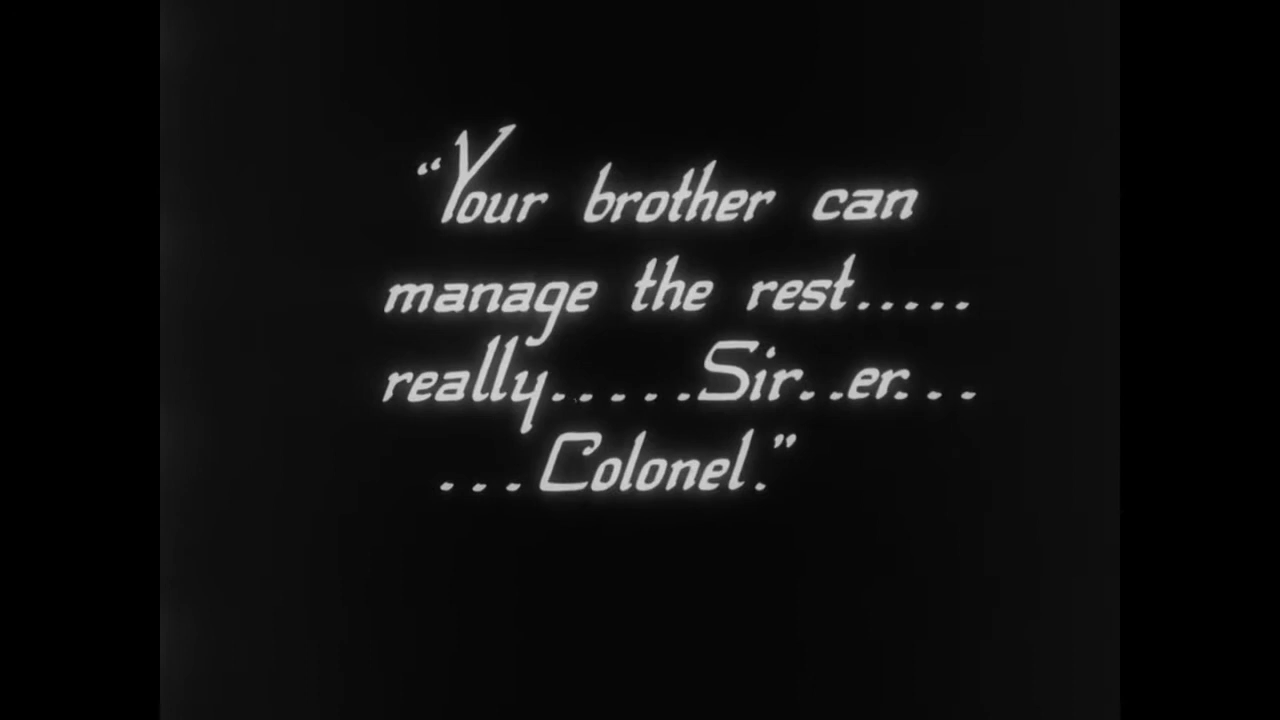 “Your brother can
manage the rest.....
really.....Sir..er...
...Colonel.”